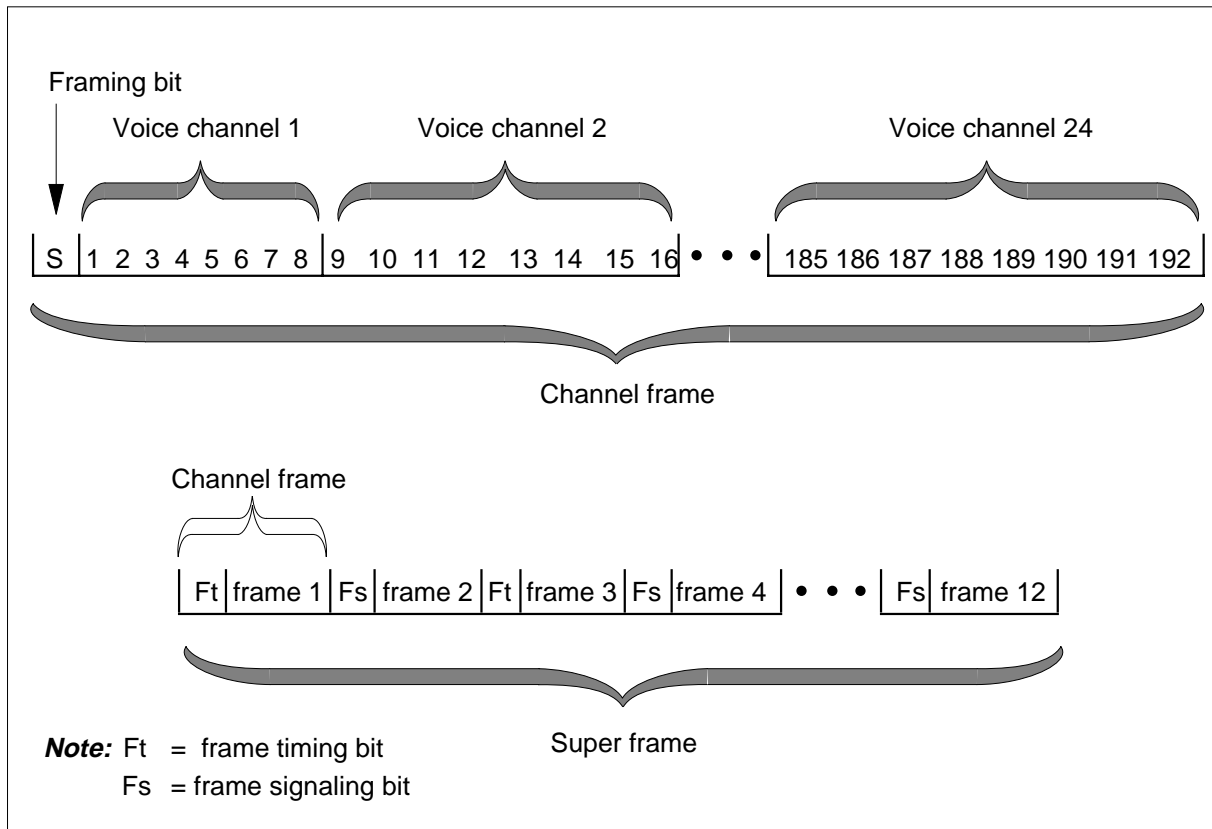 Framing bit
Voice channel 1 Voice channel 2 Voice channel 24
S 1 2 3 4 5 6 7 8 9 10 11 12 13 14 15 16 • • • 185 186 187 188 189 190 191 192
Channel frame
Channel frame
Ft frame 1 Fs frame 2 Ft frame 3 Fs frame 4 • • • Fs frame 12
Super frame
Note: Ft = frame timing bit
Fs = frame signaling bit